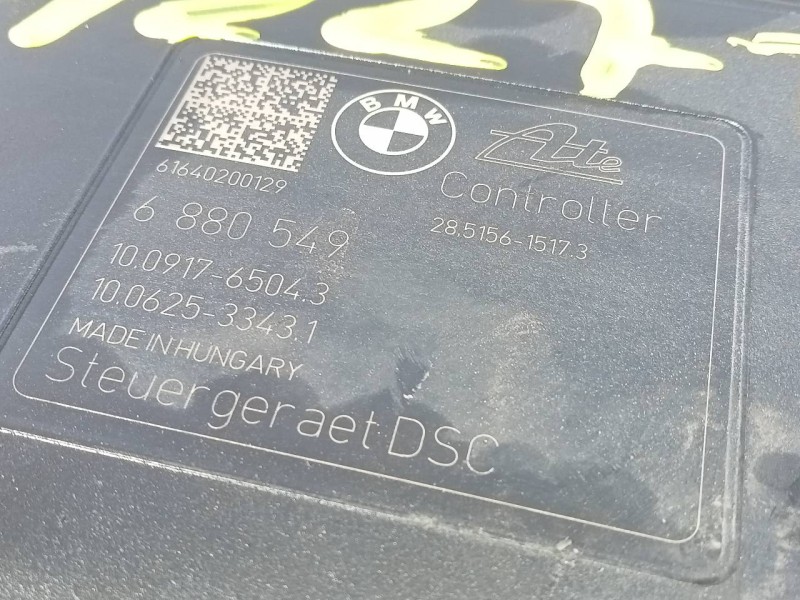 BMW
Ate
61640200129
Controller
6 880 549
28.5156-1517.3
10.0917-6504.3
10.0625-3343.1
MADE IN HUNGARY
Steuergeraet DSC